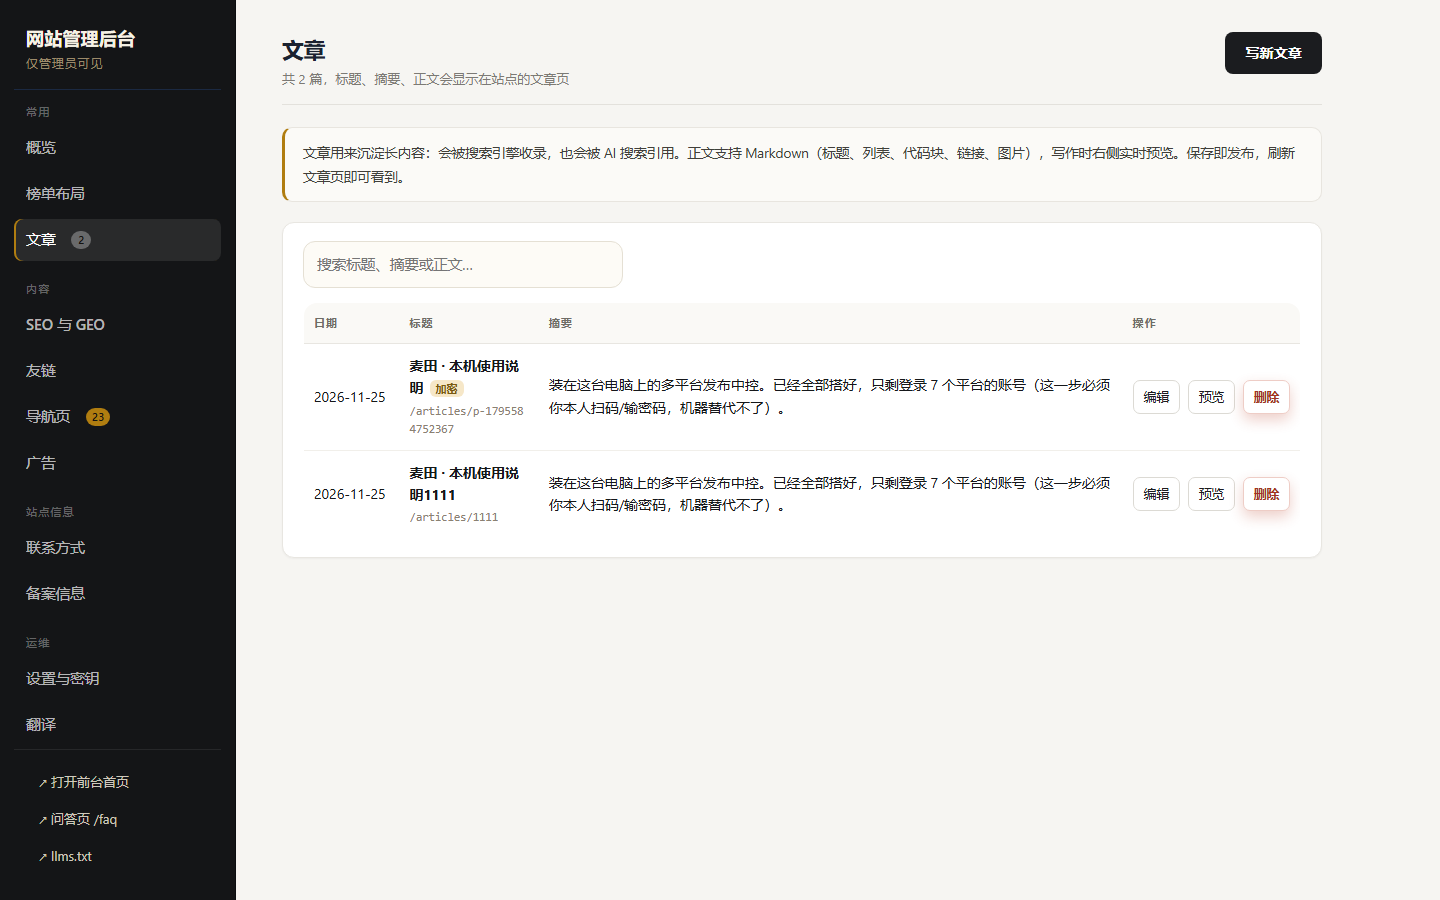 网站管理后台
仅管理员可见
常用
概览
榜单布局
文章 2
内容
SEO 与 GEO
友链
导航页 23
广告
站点信息
联系方式
备案信息
运维
设置与密钥
翻译
↗ 打开前台首页
↗ 问答页 /faq
↗ llms.txt
文章
共 2 篇，标题、摘要、正文会显示在站点的文章页
写新文章
文章用来沉淀长内容：会被搜索引擎收录，也会被 AI 搜索引用。正文支持 Markdown（标题、列表、代码块、链接、图片），写作时右侧实时预览。保存即发布，刷新
文章页即可看到。
搜索标题、摘要或正文...
日期 标题 摘要 操作
2026-11-25
麦田 · 本机使用说
明 加密
/articles/p-179558
4752367
装在这台电脑上的多平台发布中控。已经全部搭好，只剩登录 7 个平台的账号（这一步必须
你本人扫码/输密码，机器替代不了）。
编辑 预览 删除
2026-11-25
麦田 · 本机使用说
明1111
/articles/1111
装在这台电脑上的多平台发布中控。已经全部搭好，只剩登录 7 个平台的账号（这一步必须
你本人扫码/输密码，机器替代不了）。
编辑 预览 删除